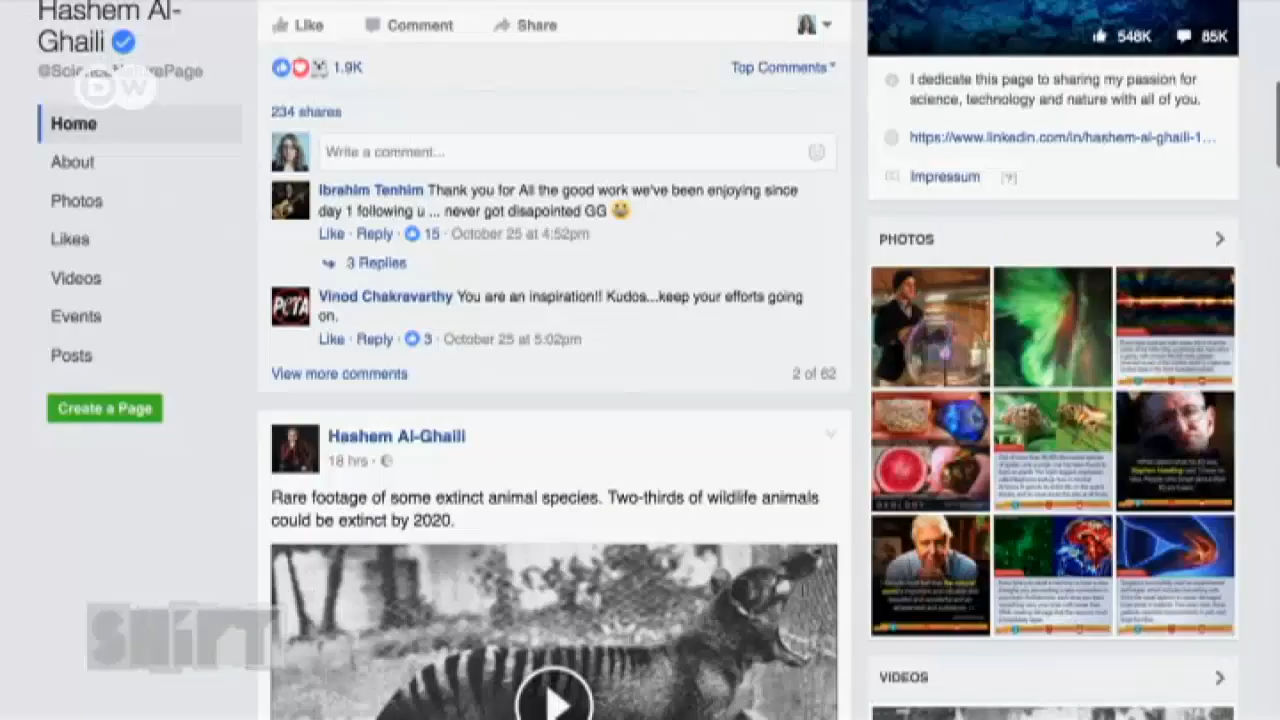 Hashem Al-
Ghaili
DW
Home
About
Photos
Likes
Videos
Events
Posts
Create a Page
Like Comment Share
1.9K Top Comments
234 shares
Write a comment...
Ibrahim Tenhim Thank you for All the good work we've been enjoying since
day 1 following u ... never got disapointed GG 😀
Like · Reply · 15 · October 25 at 4:52pm
3 Replies
Vinod Chakravarthy You are an inspiration!! Kudos...keep your efforts going
on.
Like · Reply · 3 · October 25 at 5:02pm
PETA
View more comments 2 of 62
Hashem Al-Ghaili
18 hrs ·
Rare footage of some extinct animal species. Two-thirds of wildlife animals
could be extinct by 2020.
SHIFT
548K 85K
I dedicate this page to sharing my passion for
science, technology and nature with all of you.
https://www.linkedin.com/in/hashem-al-ghaili-1...
Impressum [?]
PHOTOS
VIDEOS